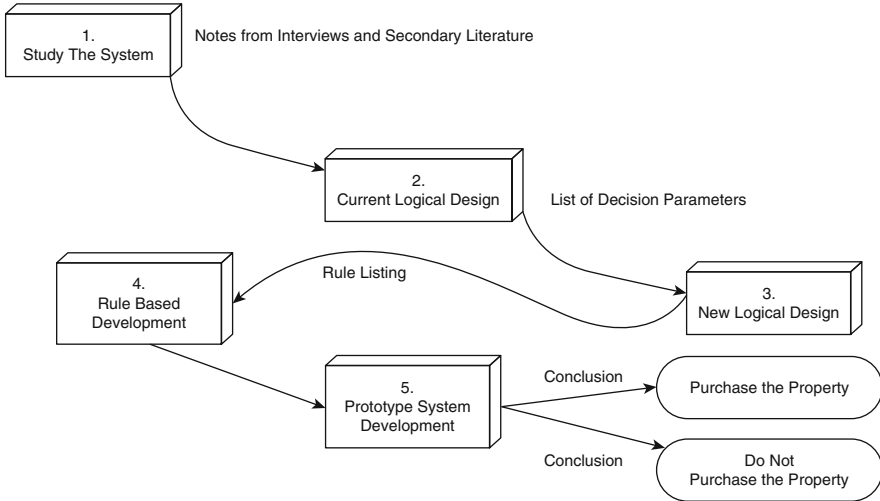 1.
Study The System
Notes from Interviews and Secondary Literature
2.
Current Logical Design
List of Decision Parameters
3.
New Logical Design
Rule Listing
4.
Rule Based
Development
5.
Prototype System
Development
Conclusion
Purchase the Property
Conclusion
Do Not
Purchase the Property